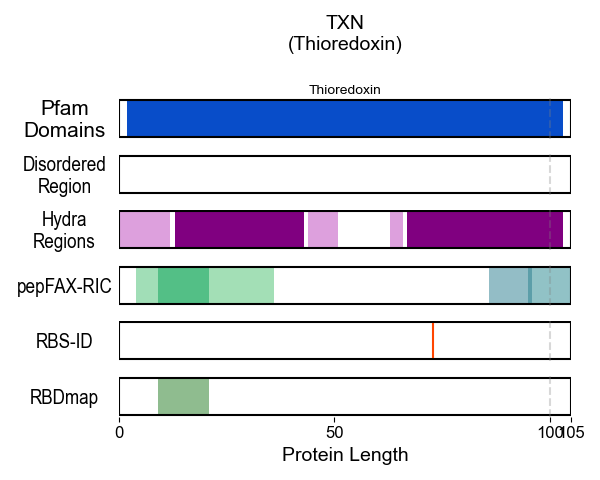 TXN
(Thioredoxin)
Thioredoxin
Pfam
Domains
Disordered
Region
Hydra
Regions
pepFAX-RIC
RBS-ID
RBDmap
0 50 100 105
Protein Length